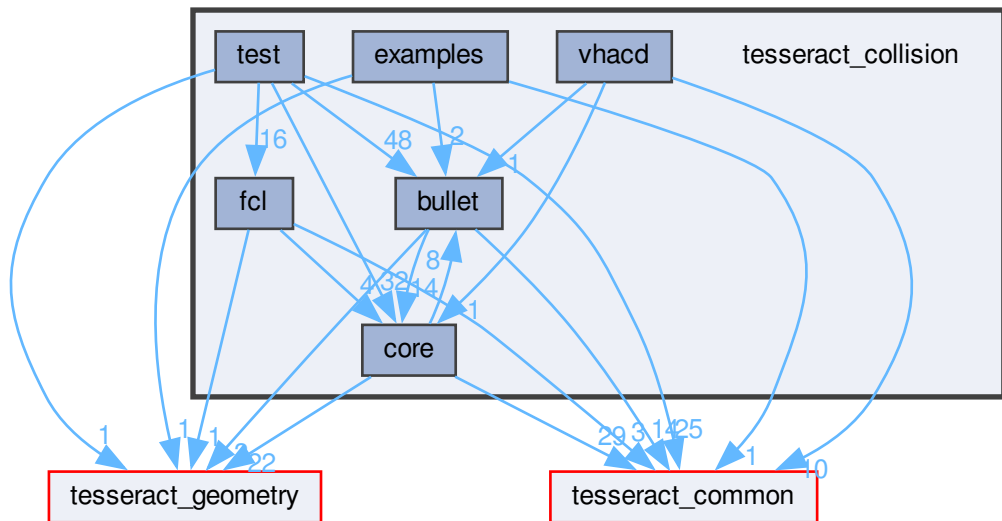 test
examples
vhacd
tesseract_collision
16
48
2
1
fcl
bullet
8
4
32
14
1
core
1
1
1
22
29
3
14
25
1
10
tesseract_geometry
tesseract_common